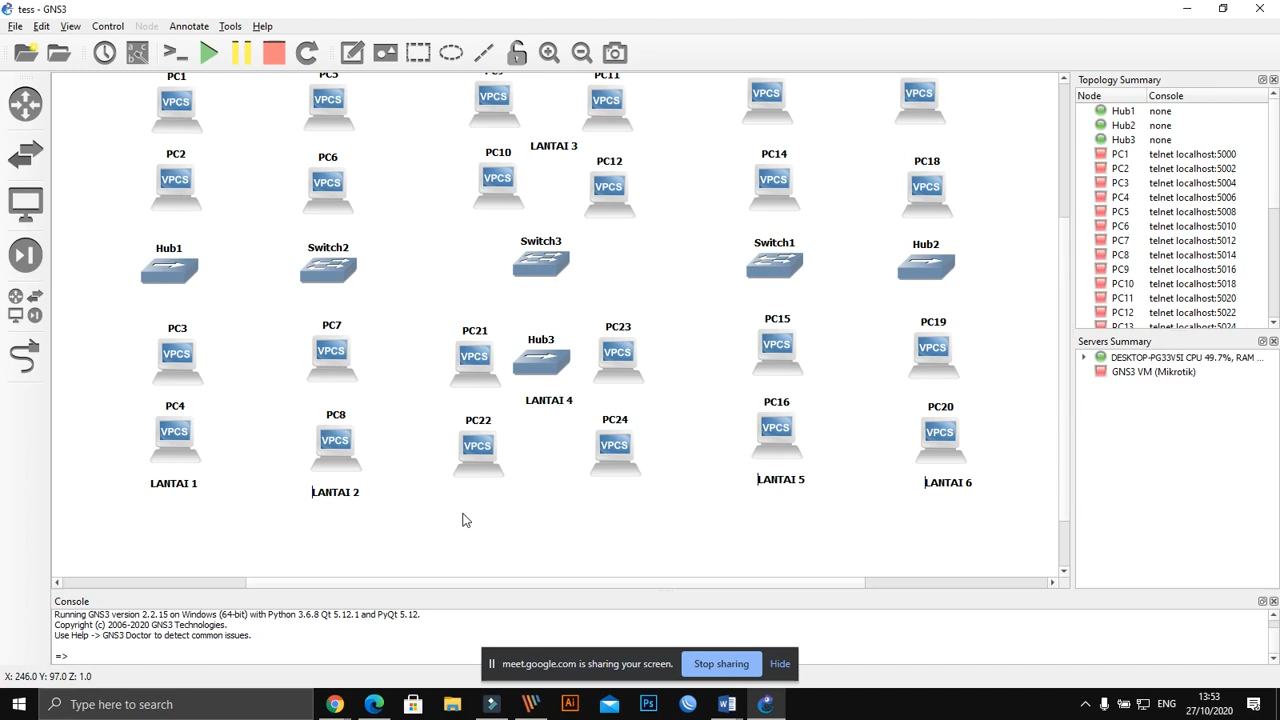 tess - GNS3
File Edit View Control Node Annotate Tools Help
PC1 PC5 PC11
VPCS VPCS VPCS VPCS VPCS VPCS
LANTAI 3
PC2 PC6 PC10 PC12 PC14 PC18
VPCS VPCS VPCS VPCS VPCS VPCS
Hub1 Switch2 Switch3 Switch1 Hub2
PC3 PC7 PC21 Hub3 PC23 PC15 PC19
VPCS VPCS VPCS VPCS VPCS VPCS
LANTAI 4
PC4 PC8 PC22 PC24 PC16 PC20
VPCS VPCS VPCS VPCS VPCS VPCS
LANTAI 1 LANTAI 2 LANTAI 5 LANTAI 6
Topology Summary
Node Console
Hub1 none
Hub2 none
Hub3 none
PC1 telnet localhost:5000
PC2 telnet localhost:5002
PC3 telnet localhost:5004
PC4 telnet localhost:5006
PC5 telnet localhost:5008
PC6 telnet localhost:5010
PC7 telnet localhost:5012
PC8 telnet localhost:5014
PC9 telnet localhost:5016
PC10 telnet localhost:5018
PC11 telnet localhost:5020
PC12 telnet localhost:5022
PC13 telnet localhost:5024
Servers Summary
DESKTOP-PG33V5I CPU 49.7%, RAM ...
GNS3 VM (Mikrotik)
Console
Running GNS3 version 2.2.15 on Windows (64-bit) with Python 3.6.8 Qt 5.12.1 and PyQt 5.12.
Copyright (c) 2006-2020 GNS3 Technologies.
Use Help -> GNS3 Doctor to detect common issues.
=>
meet.google.com is sharing your screen. Stop sharing Hide
X: 246.0 Y: 97.0 Z: 1.0
Type here to search
Ai Ps ENG
13:53
27/10/2020